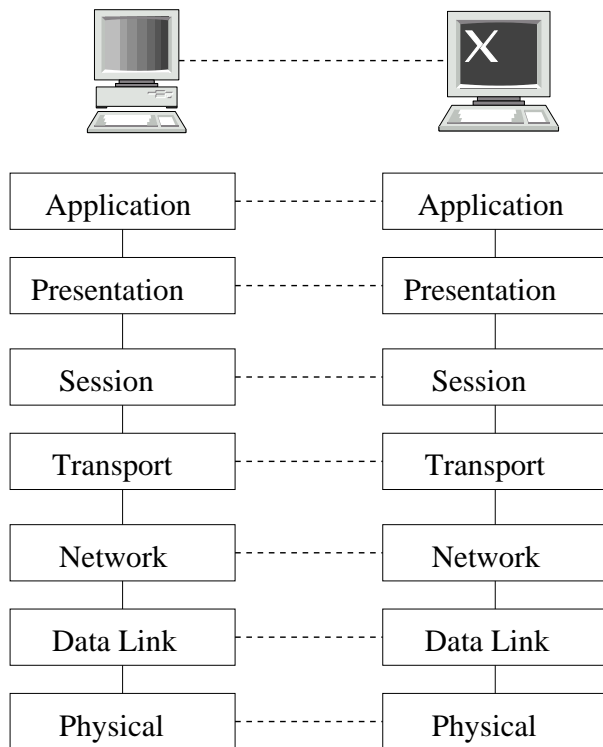 X
Application Application
Presentation Presentation
Session Session
Transport Transport
Network Network
Data Link Data Link
Physical Physical